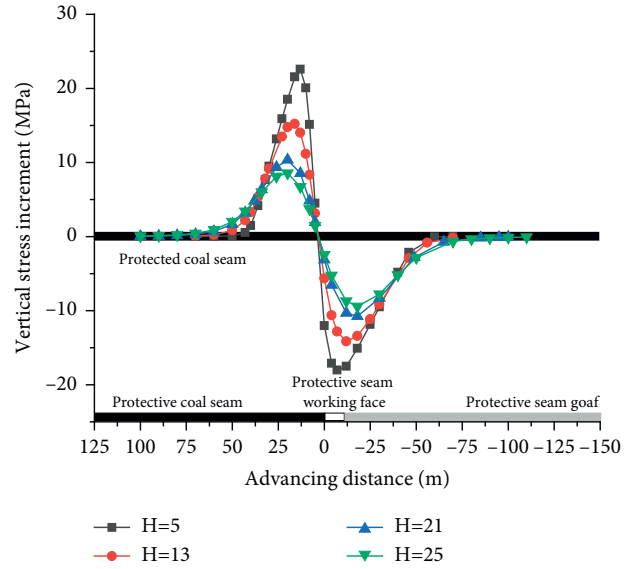 Vertical stress increment (MPa)
30
20
10
0
−10
−20
Protected coal seam
Protective seam
working face
Protective coal seam
Protective seam goaf
125 100 75 50 25 0 −25 −50 −75 −100 −125 −150
Advancing distance (m)
H=5 H=21
H=13 H=25